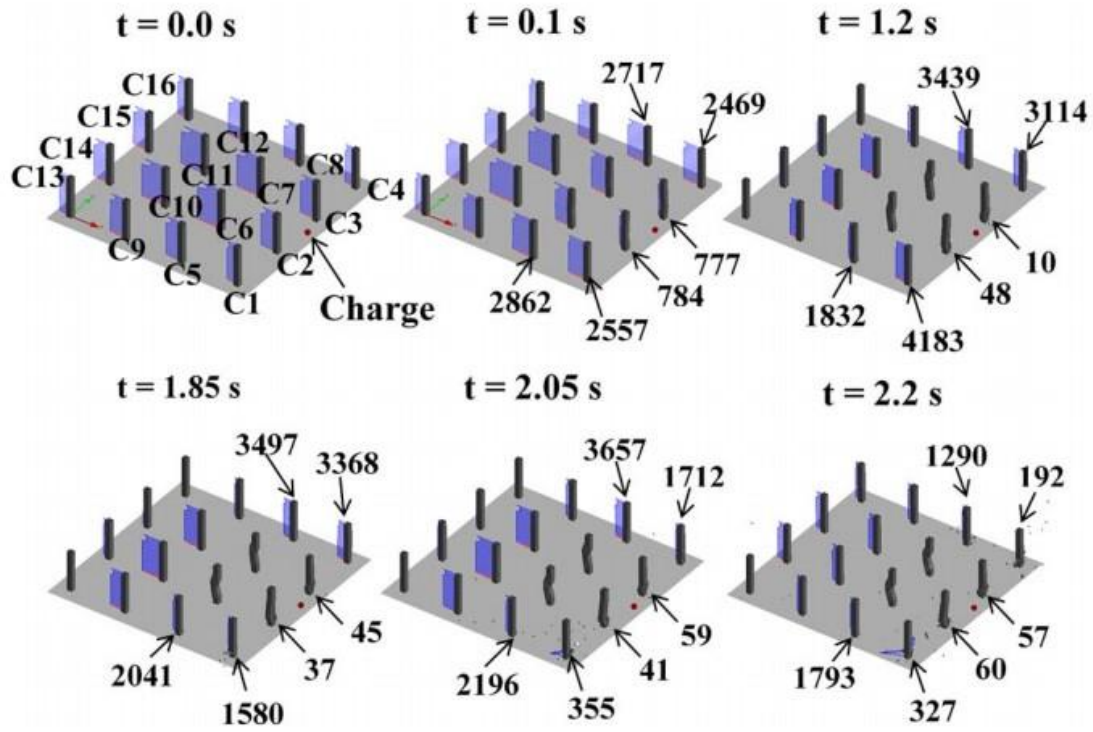 t = 0.0 s
t = 0.1 s
t = 1.2 s
C16
C15
C14
C13
C12
C11
C10
C9
C8
C7
C6
C5
C4
C3
C2
C1
Charge
2717
2469
2862
2557
784
777
3439
3114
1832
4183
48
10
t = 1.85 s
t = 2.05 s
t = 2.2 s
3497
3368
2041
1580
37
45
3657
1712
2196
355
41
59
1290
192
1793
327
60
57